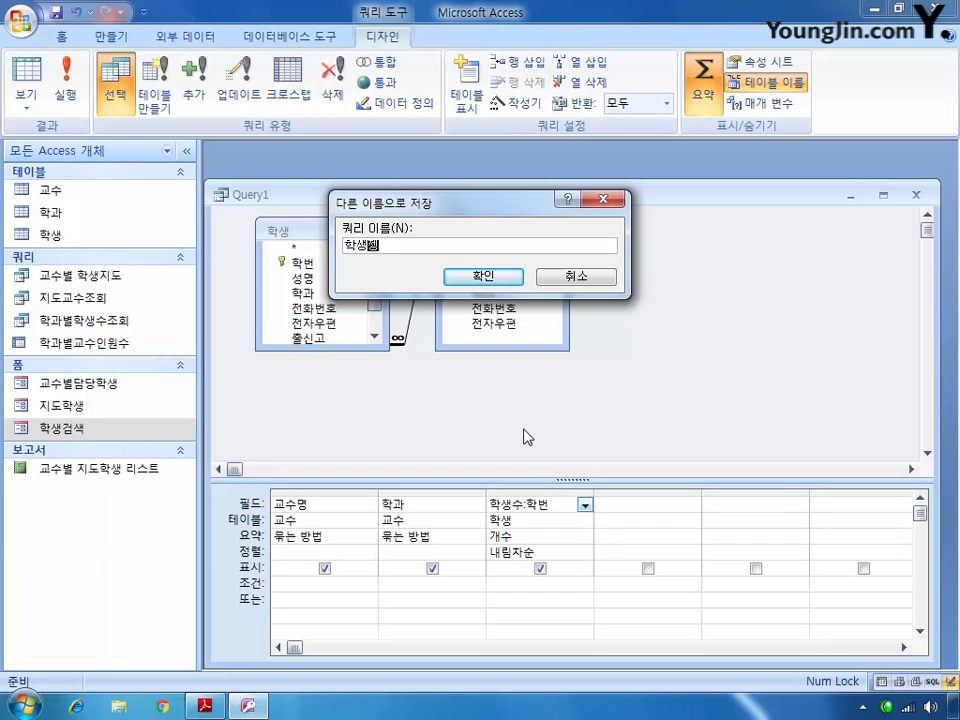 쿼리 도구
Microsoft Access
YoungJin.com Y.
홈
만들기
외부 데이터
데이터베이스 도구
디자인
보기
실행
선택
테이블
만들기
추가
업데이트
크로스탭
삭제
통합
통과
데이터 정의
테이블
표시
행 삽입
행 삭제
작성기
열 삽입
열 삭제
반환: 모두
요약
속성 시트
테이블 이름
매개 변수
결과
쿼리 유형
쿼리 설정
표시/숨기기
모든 Access 개체
테이블
교수
학과
학생
쿼리
교수별 학생지도
지도교수조회
학과별학생수조회
학과별교수인원수
폼
교수별담당학생
지도학생
학생검색
보고서
교수별 지도학생 리스트
Query1
다른 이름으로 저장
쿼리 이름(N):
확인
취소
학생
*
학번
성명
학과
전화번호
전자우편
출신고
전화번호
전자우편
필드: 교수명 학과 학생수:학번
테이블: 교수 교수 학생
요약: 묶는 방법 묶는 방법 개수
정렬: 내림차순
표시:
조건:
또는:
준비
Num Lock
SQL